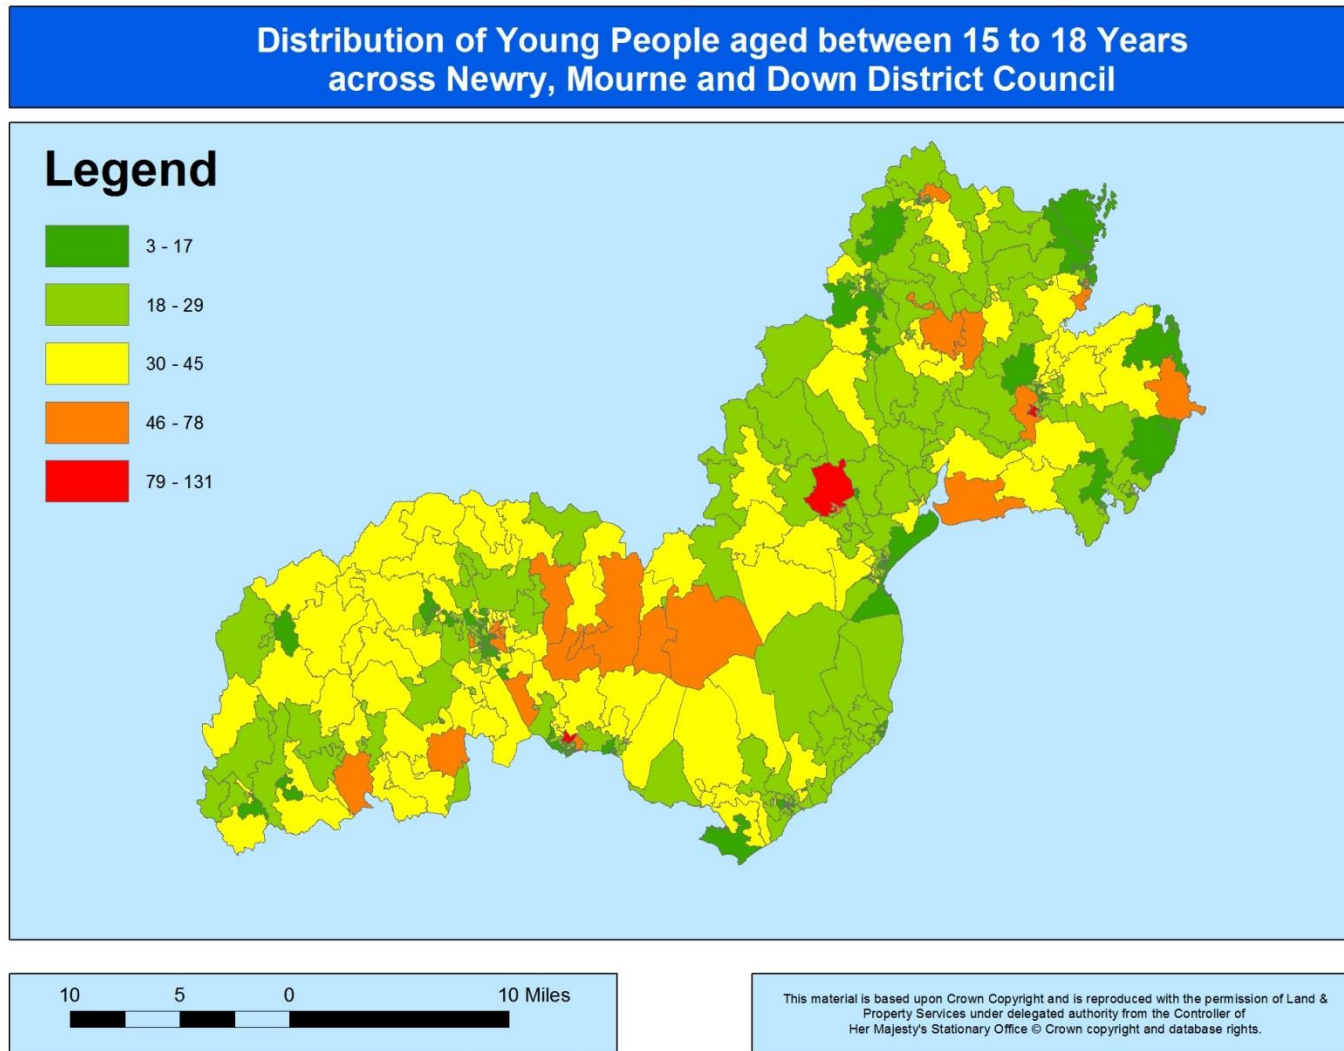 Distribution of Young People aged between 15 to 18 Years
across Newry, Mourne and Down District Council
Legend
3 - 17
18 - 29
30 - 45
46 - 78
79 - 131
10 5 0 10 Miles
This material is based upon Crown Copyright and is reproduced with the permission of Land &
Property Services under delegated authority from the Controller of
Her Majesty's Stationary Office © Crown copyright and database rights.